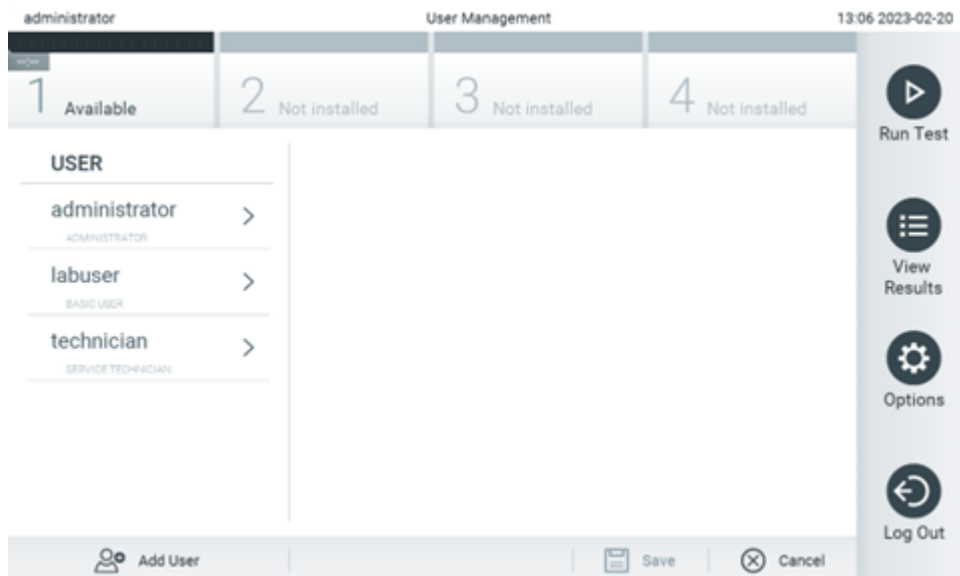 administrator User Management 13:06 2023-02-20
1 Available 2 Not installed 3 Not installed 4 Not installed
Run Test
USER
administrator
ADMINISTRATOR
labuser
BASIC USER
technician
SERVICE TECHNICIAN
View
Results
Options
Log Out
Add User Save Cancel